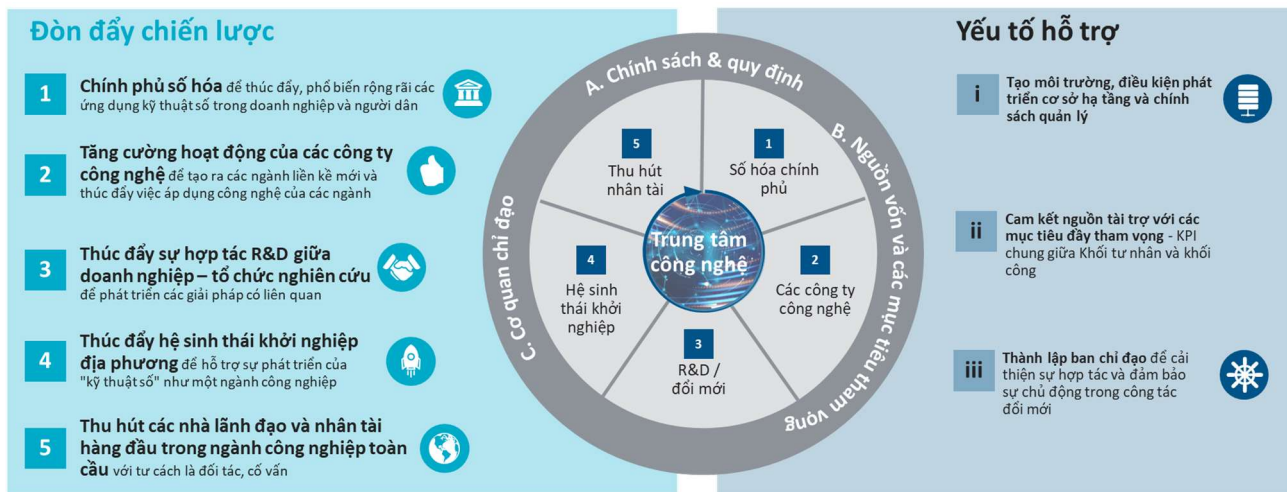 Đòn đẩy chiến lược
1
Chính phủ số hóa để thúc đẩy, phổ biến rộng rãi các
ứng dụng kỹ thuật số trong doanh nghiệp và người dân
2
Tăng cường hoạt động của các công ty
công nghệ để tạo ra các ngành liền kề mới và
thúc đẩy việc áp dụng công nghệ của các ngành
3
Thúc đẩy sự hợp tác R&D giữa
doanh nghiệp – tổ chức nghiên cứu
để phát triển các giải pháp có liên quan
4
Thúc đẩy hệ sinh thái khởi nghiệp
địa phương để hỗ trợ sự phát triển của
"kỹ thuật số" như một ngành công nghiệp
5
Thu hút các nhà lãnh đạo và nhân tài
hàng đầu trong ngành công nghiệp toàn
cầu với tư cách là đối tác, cố vấn
A. Chính sách & quy định
B. Nguồn vốn và các mục tiêu tham vọng
C. Cơ quan chỉ đạo
1
Số hóa chính
phủ
2
Các công ty
công nghệ
3
R&D /
đổi mới
4
Hệ sinh
thái khởi
nghiệp
5
Thu hút
nhân tài
Trung tâm
công nghệ
Yếu tố hỗ trợ
i
Tạo môi trường, điều kiện phát
triển cơ sở hạ tầng và chính
sách quản lý
ii
Cam kết nguồn tài trợ với các
mục tiêu đầy tham vọng - KPI
chung giữa Khối tư nhân và khối
công
iii
Thành lập ban chỉ đạo để cải
thiện sự hợp tác và đảm bảo
sự chủ động trong công tác
đổi mới